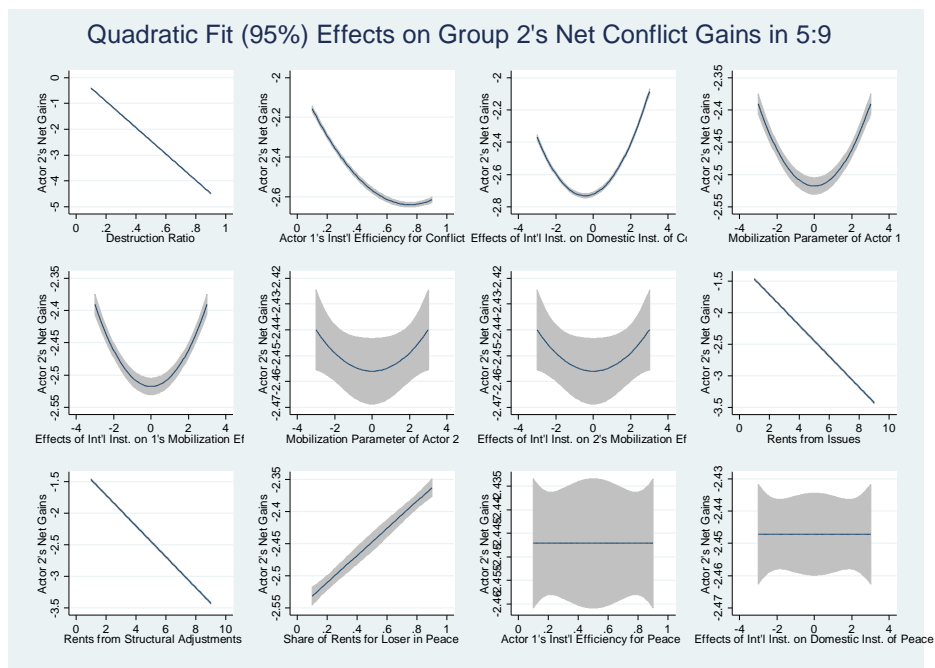 Quadratic Fit (95%) Effects on Group 2's Net Conflict Gains in 5:9
Actor 2's Net Gains
0
-1
-2
-3
-4
-5
0 .2 .4 .6 .8 1
Destruction Ratio
Actor 2's Net Gains
-2
-2.2
-2.4
-2.6
0 .2 .4 .6 .8 1
Actor 1's Inst'l Efficiency for Conflict
Actor 2's Net Gains
-2
-2.2
-2.4
-2.6
-2.8
-4 -2 0 2 4
Effects of Int'l Inst. on Domestic Inst. of Co
Actor 2's Net Gains
-2.35
-2.4
-2.45
-2.5
-2.55
-4 -2 0 2 4
Mobilization Parameter of Actor 1
Actor 2's Net Gains
-2.35
-2.4
-2.45
-2.5
-2.55
-4 -2 0 2 4
Effects of Int'l Inst. on 1's Mobilization Ef
Actor 2's Net Gains
-2.42
-2.43
-2.44
-2.45
-2.46
-2.47
-4 -2 0 2 4
Mobilization Parameter of Actor 2
Actor 2's Net Gains
-2.42
-2.43
-2.44
-2.45
-2.46
-2.47
-4 -2 0 2 4
Effects of Int'l Inst. on 2's Mobilization Ef
Actor 2's Net Gains
-1.5
-2
-2.5
-3
-3.5
0 2 4 6 8 10
Rents from Issues
Actor 2's Net Gains
-1.5
-2
-2.5
-3
-3.5
0 2 4 6 8 10
Rents from Structural Adjustments
Actor 2's Net Gains
-2.35
-2.4
-2.45
-2.5
-2.55
0 .2 .4 .6 .8 1
Share of Rents for Loser in Peace
Actor 2's Net Gains
-2.435
0 .2 .4 .6 .8 1
Actor 1's Inst'l Efficiency for Peace
Actor 2's Net Gains
-2.43
-2.44
-2.45
-2.46
-2.47
-4 -2 0 2 4
Effects of Int'l Inst. on Domestic Inst. of Peace